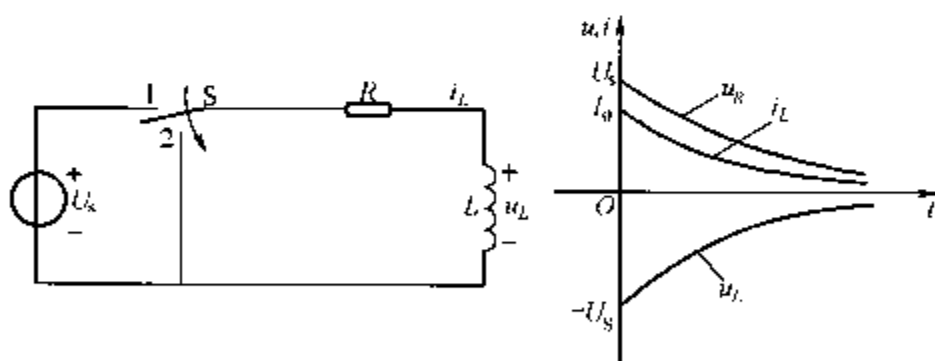 1 S R i_L
2
+
U_s
−
+
L u_L
−
u,i
U_s
u_R
I_0
i_L
O t
u_L
−U_S